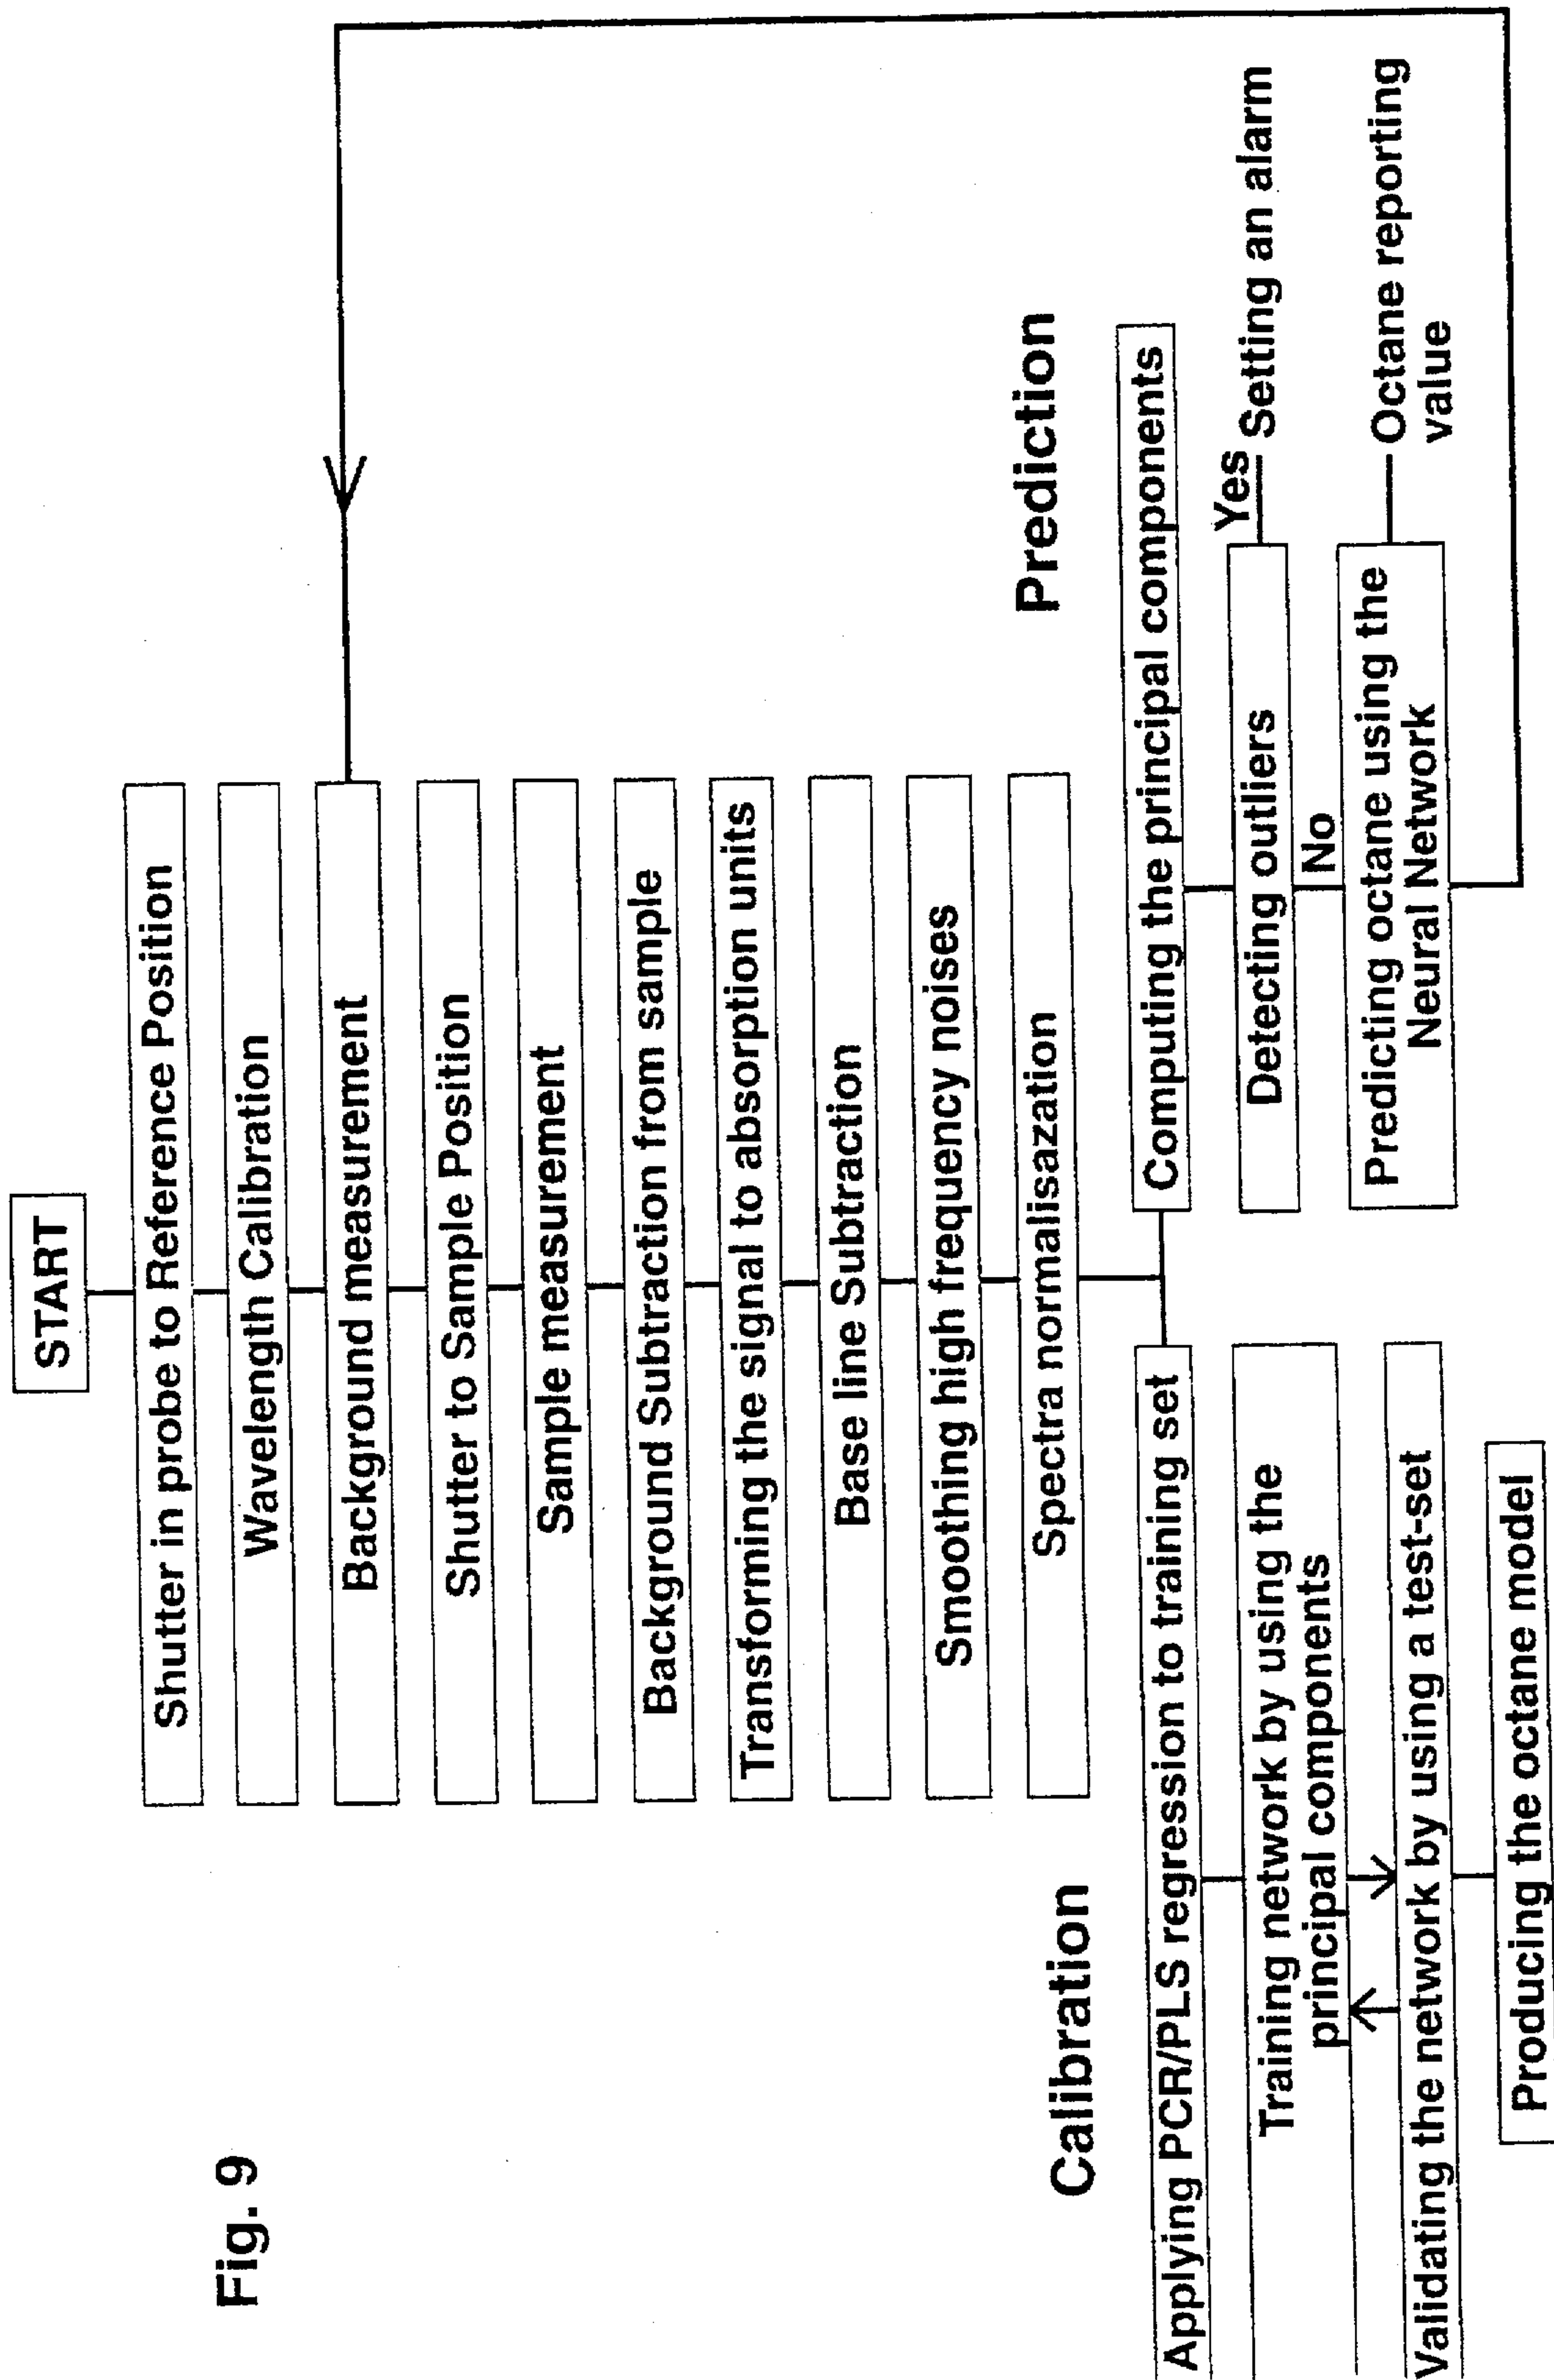 Fig. 9
START
Shutter in probe to Reference Position
Wavelength Calibration
Background measurement
Shutter to Sample Position
Sample measurement
Background Subtraction from sample
Transforming the signal to absorption units
Base line Subtraction
Smoothing high frequency noises
Spectra normalisazation
Calibration
Applying PCR/PLS regression to training set
Training network by using the
principal components
Validating the network by using a test-set
Producing the octane model
Prediction
Computing the principal components
Detecting outliers
Yes
Setting an alarm
No
Predicting octane using the
Neural Network
Octane reporting
value